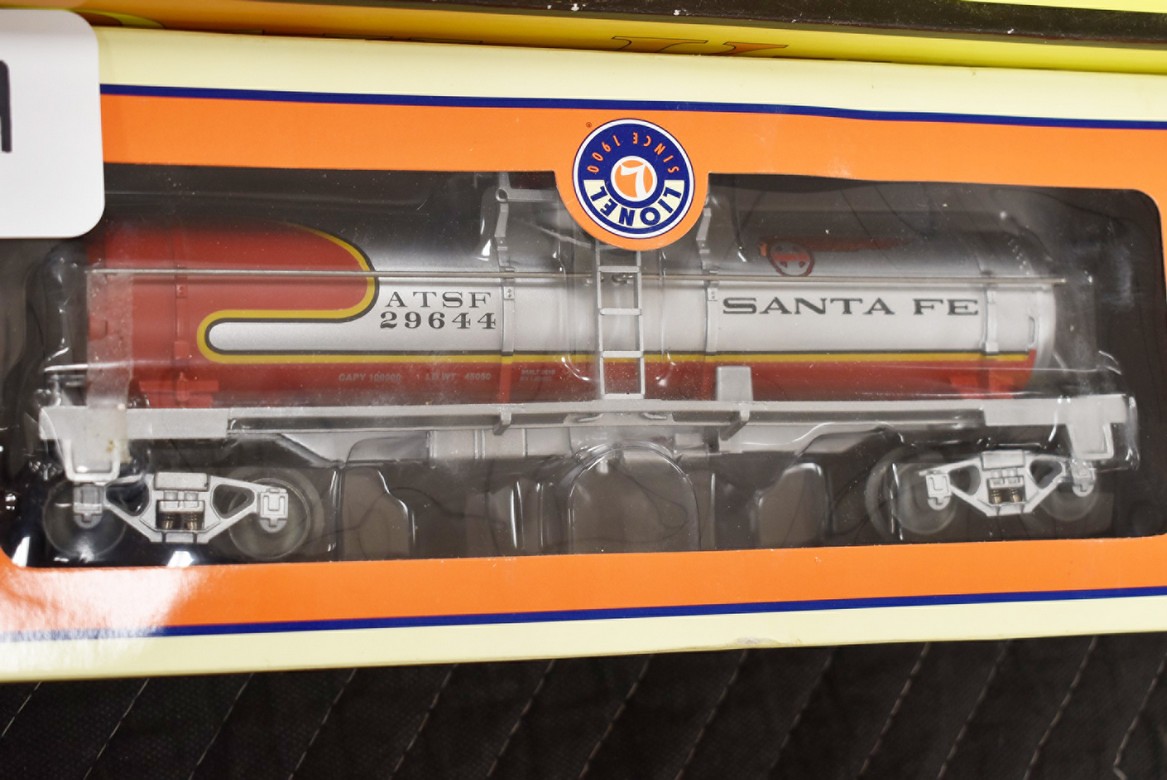 SINCE 1900
L
LIONEL
ATSF
29644
SANTA FE